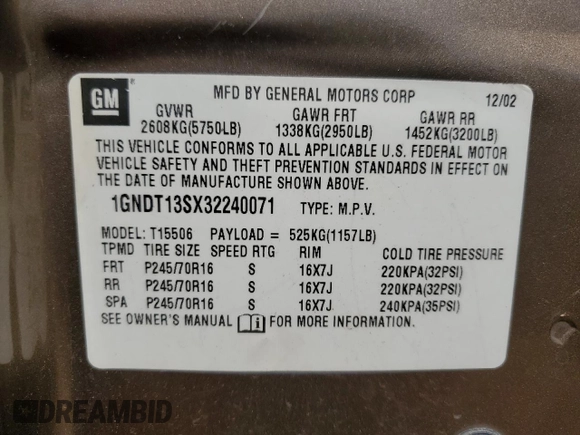 GM
MFD BY GENERAL MOTORS CORP 12/02
GVWR GAWR FRT GAWR RR
2608KG(5750LB) 1338KG(2950LB) 1452KG(3200LB)
THIS VEHICLE CONFORMS TO ALL APPLICABLE U.S. FEDERAL MOTOR
VEHICLE SAFETY AND THEFT PREVENTION STANDARDS IN EFFECT ON
THE DATE OF MANUFACTURE SHOWN ABOVE.
1GNDT13SX32240071 TYPE: M.P.V.
MODEL: T15506 PAYLOAD = 525KG(1157LB)
TPMD TIRE SIZE SPEED RTG RIM COLD TIRE PRESSURE
FRT P245/70R16 S 16X7J 220KPA(32PSI)
RR P245/70R16 S 16X7J 220KPA(32PSI)
SPA P245/70R16 S 16X7J 240KPA(35PSI)
SEE OWNER'S MANUAL FOR MORE INFORMATION.
DREAMBID